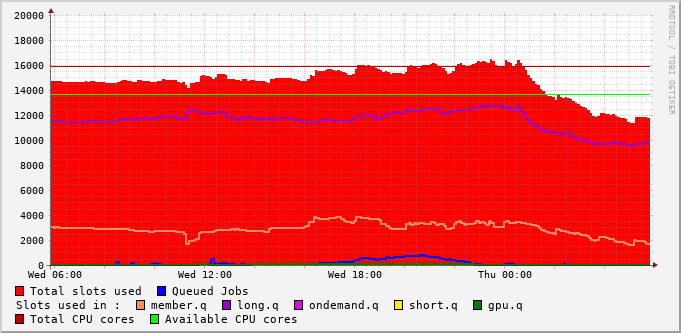 20000
18000
16000
14000
12000
10000
8000
6000
4000
2000
0
Wed 06:00 Wed 12:00 Wed 18:00 Thu 00:00
RRDTOOL / TOBI OETIKER
Total slots used Queued Jobs
Slots used in : member.q long.q ondemand.q short.q gpu.q
Total CPU cores Available CPU cores